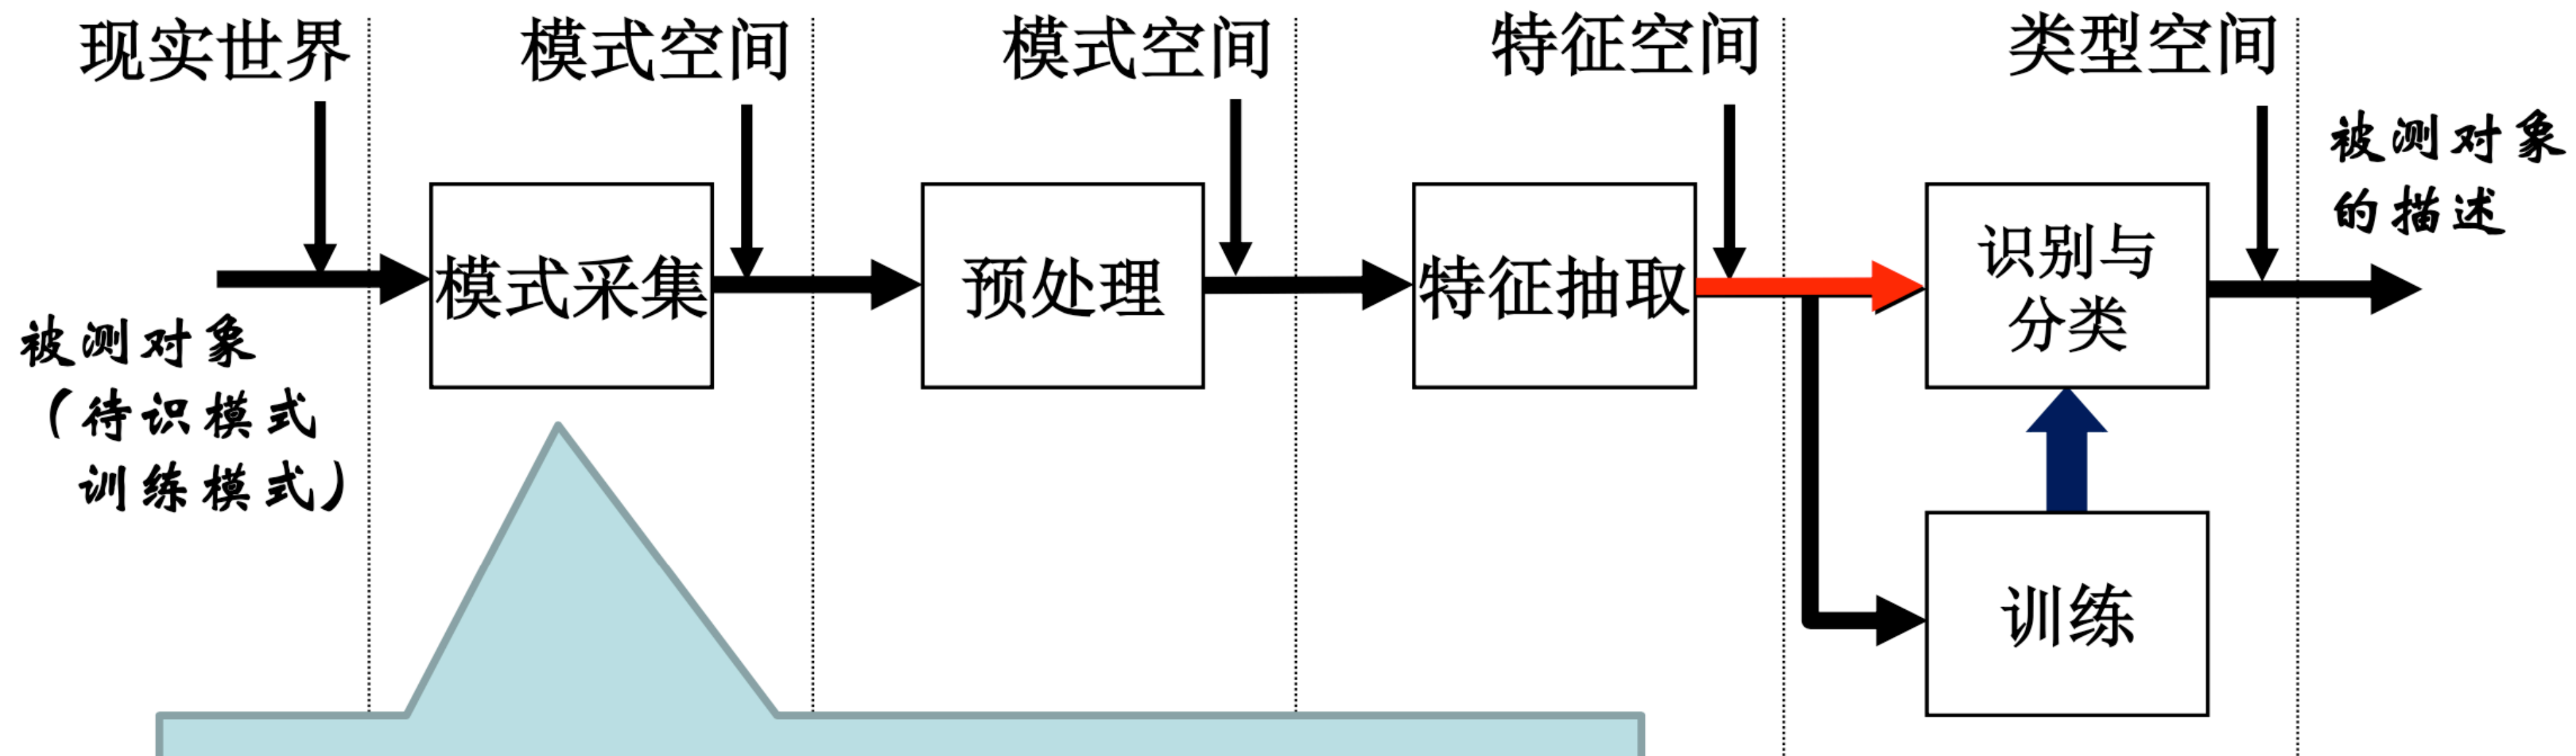 现实世界
模式空间
模式空间
特征空间
类型空间
被测对象
的描述
模式采集
预处理
特征抽取
识别与
分类
被测对象
(待识模式
训练模式)
训练